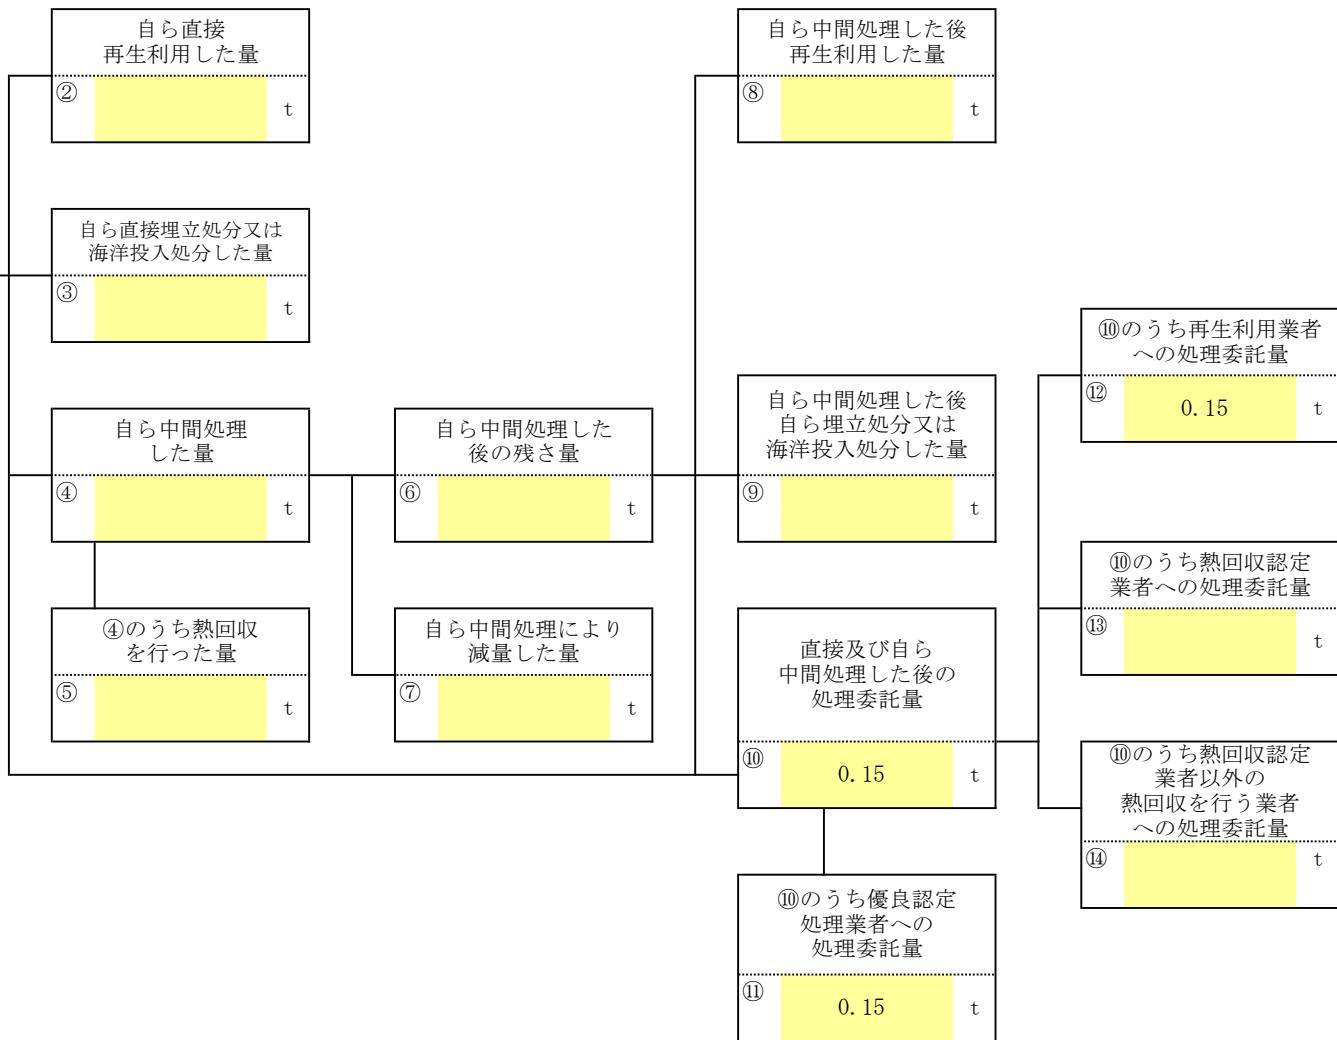 自ら直接
再生利用した量
②
t
自ら中間処理した後
再生利用した量
⑧
t
自ら直接埋立処分又は
海洋投入処分した量
③
t
⑩のうち再生利用業者
への処理委託量
⑫
0.15
t
自ら中間処理
した量
④
t
自ら中間処理した
後の残さ量
⑥
t
自ら中間処理した後
自ら埋立処分又は
海洋投入処分した量
⑨
t
⑩のうち熱回収認定
業者への処理委託量
⑬
t
④のうち熱回収
を行った量
⑤
t
自ら中間処理により
減量した量
⑦
t
直接及び自ら
中間処理した後の
処理委託量
⑩
0.15
t
⑩のうち熱回収認定
業者以外の
熱回収を行う業者
への処理委託量
⑭
t
⑩のうち優良認定
処理業者への
処理委託量
⑪
0.15
t